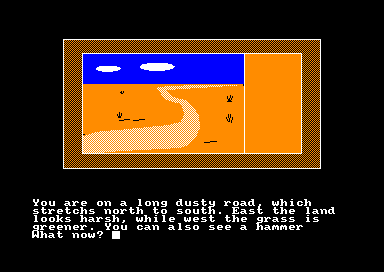 You are on a long dusty road, which
stretchs north to south. East the land
looks harsh, while west the grass is
greener. You can also see a hammer
What now?